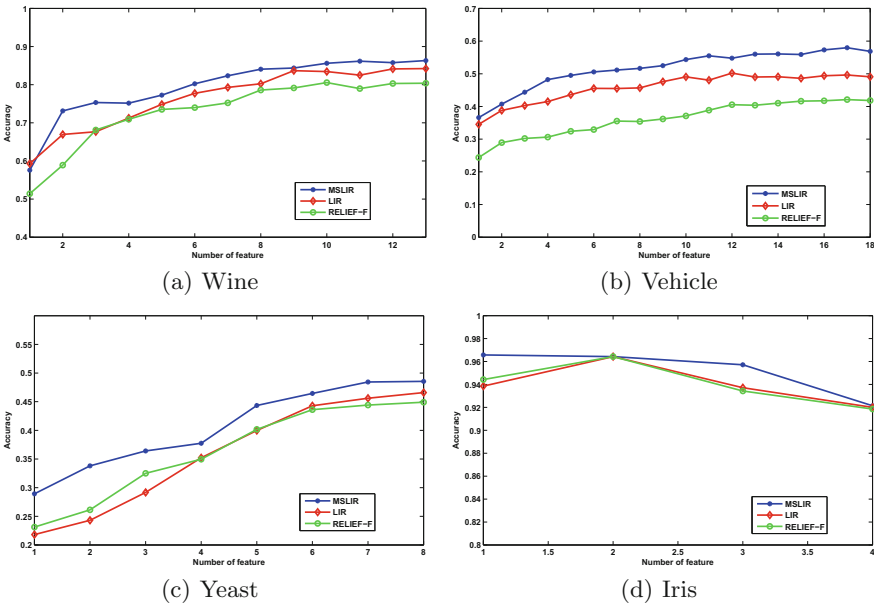 1
0.9
0.8
0.7
0.6
0.5
0.4
Accuracy
2 4 6 8 10 12
Number of feature
MSLIR
LIR
RELIEF-F
(a) Wine
0.7
0.6
0.5
0.4
0.3
0.2
0.1
0
Accuracy
2 4 6 8 10 12 14 16 18
Number of feature
MSLIR
LIR
RELIEF-F
(b) Vehicle
0.55
0.5
0.45
0.4
0.35
0.3
0.25
0.2
Accuracy
1 2 3 4 5 6 7 8
Number of feature
MSLIR
LIR
RELIEF-F
(c) Yeast
1
0.98
0.96
0.94
0.92
0.9
0.88
0.86
0.84
0.82
0.8
Accuracy
1 1.5 2 2.5 3 3.5 4
Number of feature
MSLIR
LIR
RELIEF-F
(d) Iris